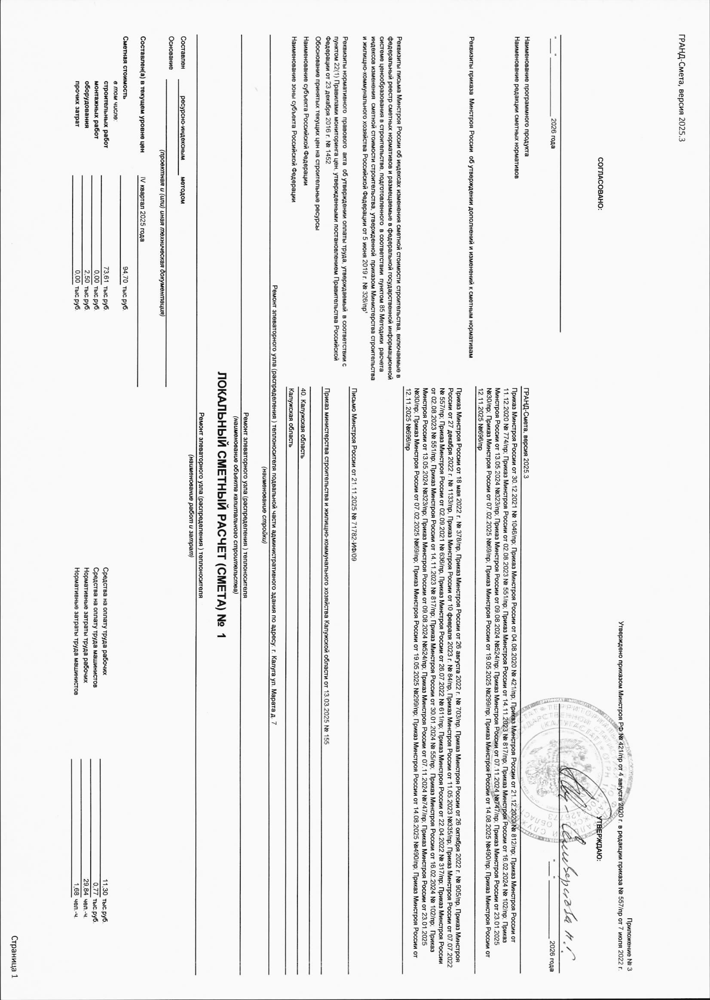 ГРАНД-Смета, версия 2025.3
Приложение № 3
Утверждено приказом Минстроя РФ № 421/пр от 4 августа 2020 г. в редакции приказа № 557/пр от 7 июля 2022 г.
СОГЛАСОВАНО:
УТВЕРЖДАЮ:
" " 2026 года
" " 2026 года
Наименование программного продукта
ГРАНД-Смета, версия 2025.3
Наименование редакции сметных нормативов
Приказ Минстроя России от 30.12.2021 № 1046/пр; Приказ Минстроя России от 04.08.2020 № 421/пр; Приказ Минстроя России от 21.12.2020 № 812/пр; Приказ Минстроя России от
11.12.2020 № 774/пр; Приказ Минстроя России от 02.08.2023 № 551/пр; Приказ Минстроя России от 14.11.2023 № 817/пр; Приказ Минстроя России от 16.02.2024 № 102/пр; Приказ
Минстроя России от 13.05.2024 №323/пр; Приказ Минстроя России от 09.08.2024 №524/пр; Приказ Минстроя России от 07.11.2024 №747/пр; Приказ Минстроя России от 23.01.2025
№30/пр; Приказ Минстроя России от 07.02.2025 №69/пр; Приказ Минстроя России от 19.05.2025 №299/пр; Приказ Минстроя России от 14.08.2025 №490/пр; Приказ Минстроя России от
12.11.2025 №696/пр
Реквизиты приказа Минстроя России об утверждении дополнений и изменений к сметным нормативам
Приказ Минстроя России от 18 мая 2022 г. № 378/пр, Приказ Минстроя России от 26 августа 2022 г. № 703/пр, Приказ Минстроя России от 26 октября 2022 г. № 905/пр, Приказ Минстроя
России от 27 декабря 2022 г. № 1133/пр, Приказ Минстроя России от 10 февраля 2023 г. № 84/пр, Приказ Минстроя России от 11.05.2023 №335/пр; Приказ Минстроя России от 07.07.2022
№ 557/пр; Приказ Минстроя России от 02.09.2021 № 636/пр, Приказ Минстроя России от 26.07.2022 № 611/пр; Приказ Минстроя России от 22.04.2022 № 317/пр; Приказ Минстроя России
от 02.08.2023 № 551/пр; Приказ Минстроя России от 14.11.2023 № 817/пр; Приказ Минстроя России от 30.01.2024 № 55/пр; Приказ Минстроя России от 16.02.2024 № 102/пр; Приказ
Минстроя России от 13.05.2024 №323/пр; Приказ Минстроя России от 09.08.2024 №524/пр; Приказ Минстроя России от 07.11.2024 №747/пр; Приказ Минстроя России от 23.01.2025
№30/пр; Приказ Минстроя России от 07.02.2025 №69/пр; Приказ Минстроя России от 19.05.2025 №299/пр; Приказ Минстроя России от 14.08.2025 №490/пр; Приказ Минстроя России от
12.11.2025 №696/пр
Реквизиты письма Минстроя России об индексах изменения сметной стоимости строительства, включаемые в
федеральный реестр сметных нормативов и размещаемые в федеральной государственной информационной
системе ценообразования в строительстве, подготовленного в соответствии пунктом 85 Методики расчета
индексов изменения сметной стоимости строительства, утвержденной приказом Министерства строительства
и жилищно-коммунального хозяйства Российской Федерации от 5 июня 2019 г. № 326/пр¹
Письмо Минстроя России от 21.11.2025 № 71782-ИФ/09
Реквизиты нормативного правового акта об утверждении оплаты труда, утверждаемый в соответствии с
пунктом 22(1) Правилами мониторинга цен, утвержденными постановлением Правительства Российской
Федерации от 23 декабря 2016 г. № 1452
Приказ министерства строительства и жилищно-коммунального хозяйства Калужской области от 13.03.2025 № 155
Обоснование принятых текущих цен на строительные ресурсы
Наименование субъекта Российской Федерации
40. Калужская область
Наименование зоны субъекта Российской Федерации
Калужская область
Ремонт элеваторного узла (распределения ) теплоносителя подвальной части административного здания по адресу: г. Калуга ул. Марата д. 7
(наименование стройки)
Ремонт элеваторного узла (распределения ) теплоносителя
(наименование объекта капитального строительства)
ЛОКАЛЬНЫЙ СМЕТНЫЙ РАСЧЕТ (СМЕТА) № 1
Ремонт элеваторного узла (распределения ) теплоносителя
(наименование работ и затрат)
Составлен ресурсно-индексным методом
Основание
(проектная и (или) иная техническая документация)
Составлен(а) в текущем уровне цен IV квартал 2025 года
Сметная стоимость 94,70 тыс.руб.
в том числе:
строительных работ 73,61 тыс.руб.
Средства на оплату труда рабочих 11,30 тыс.руб.
монтажных работ 0,00 тыс.руб.
Средства на оплату труда машинистов 0,77 тыс.руб.
оборудования 2,50 тыс.руб.
Нормативные затраты труда рабочих 29,84 чел.-ч.
прочих затрат 0,00 тыс.руб.
Нормативные затраты труда машинистов 1,68 чел.-ч.
Страница 1